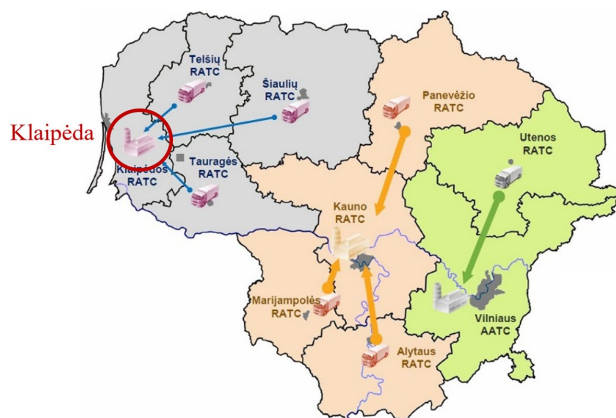 Telšių
RATC
Šiaulių
RATC
Panevėžio
RATC
Klaipėda
Utenos
RATC
Klaipėdos
RATC
Tauragės
RATC
Kauno
RATC
Marijampolės
RATC
Vilniaus
AATC
Alytaus
RATC